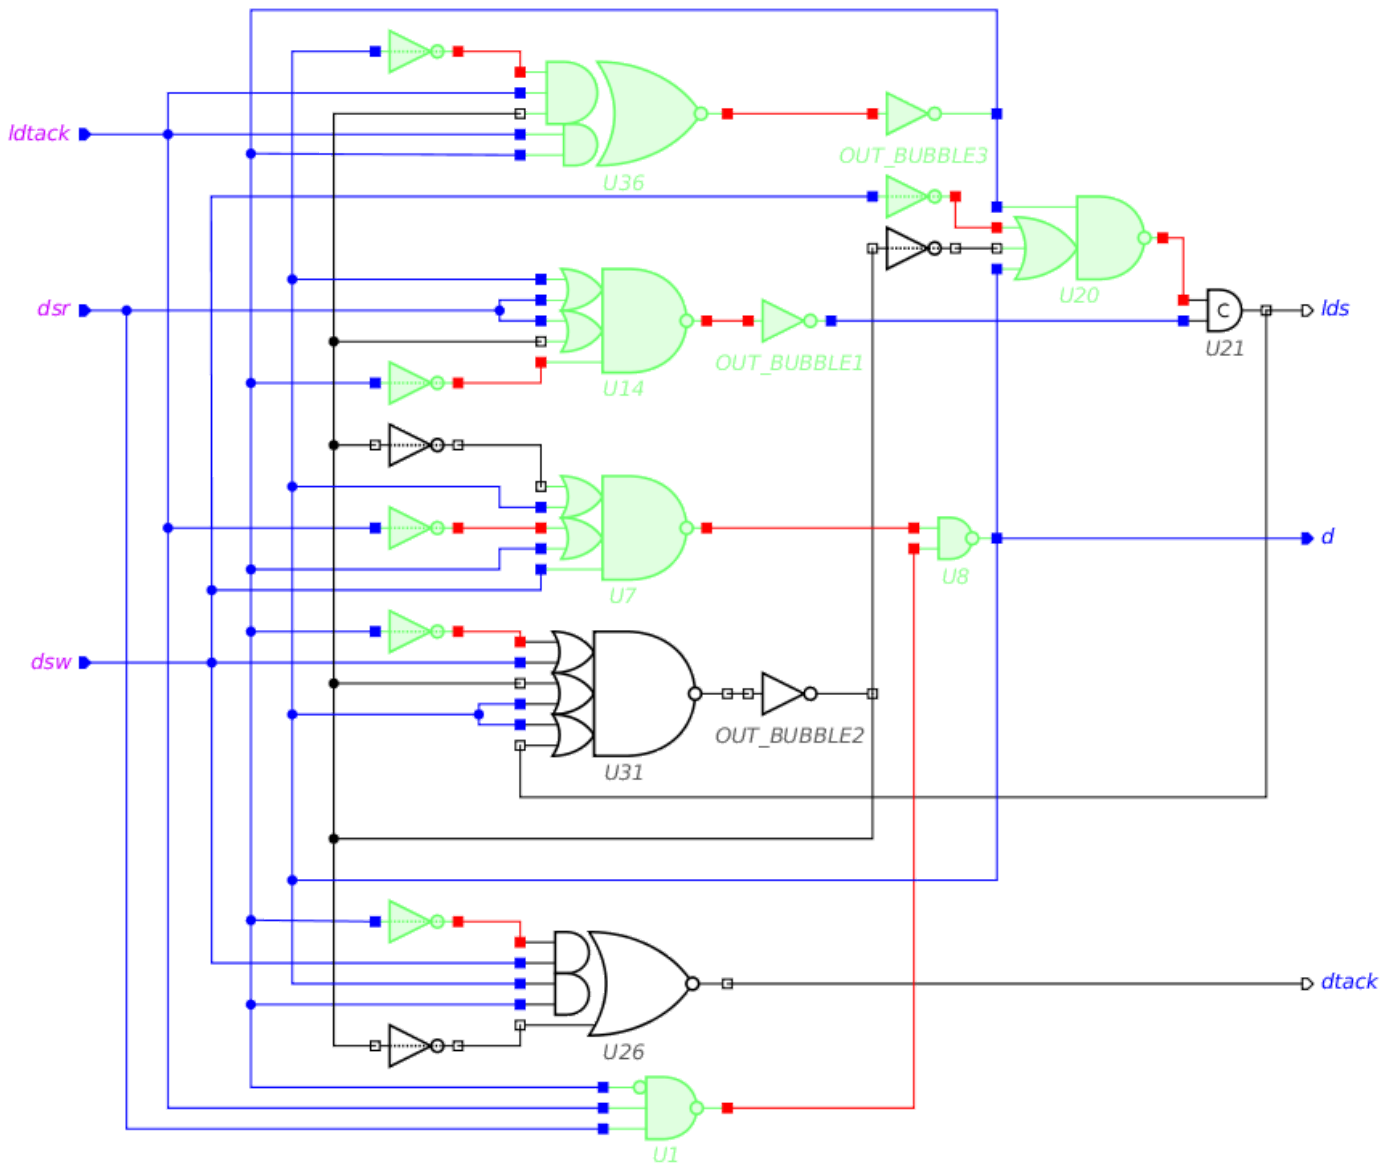 ldtack
OUT_BUBBLE3
U36
U20
dsr
lds
C
U21
OUT_BUBBLE1
U14
d
U8
U7
dsw
OUT_BUBBLE2
U31
dtack
U26
U1